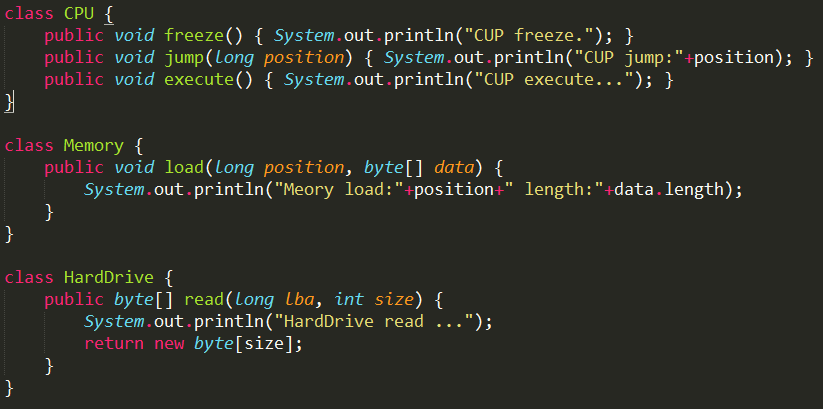 class CPU {
    public void freeze() { System.out.println("CUP freeze."); }
    public void jump(long position) { System.out.println("CUP jump:"+position); }
    public void execute() { System.out.println("CUP execute..."); }
}

class Memory {
    public void load(long position, byte[] data) {
        System.out.println("Meory load:"+position+" length:"+data.length);
    }
}

class HardDrive {
    public byte[] read(long lba, int size) {
        System.out.println("HardDrive read ...");
        return new byte[size];
    }
}